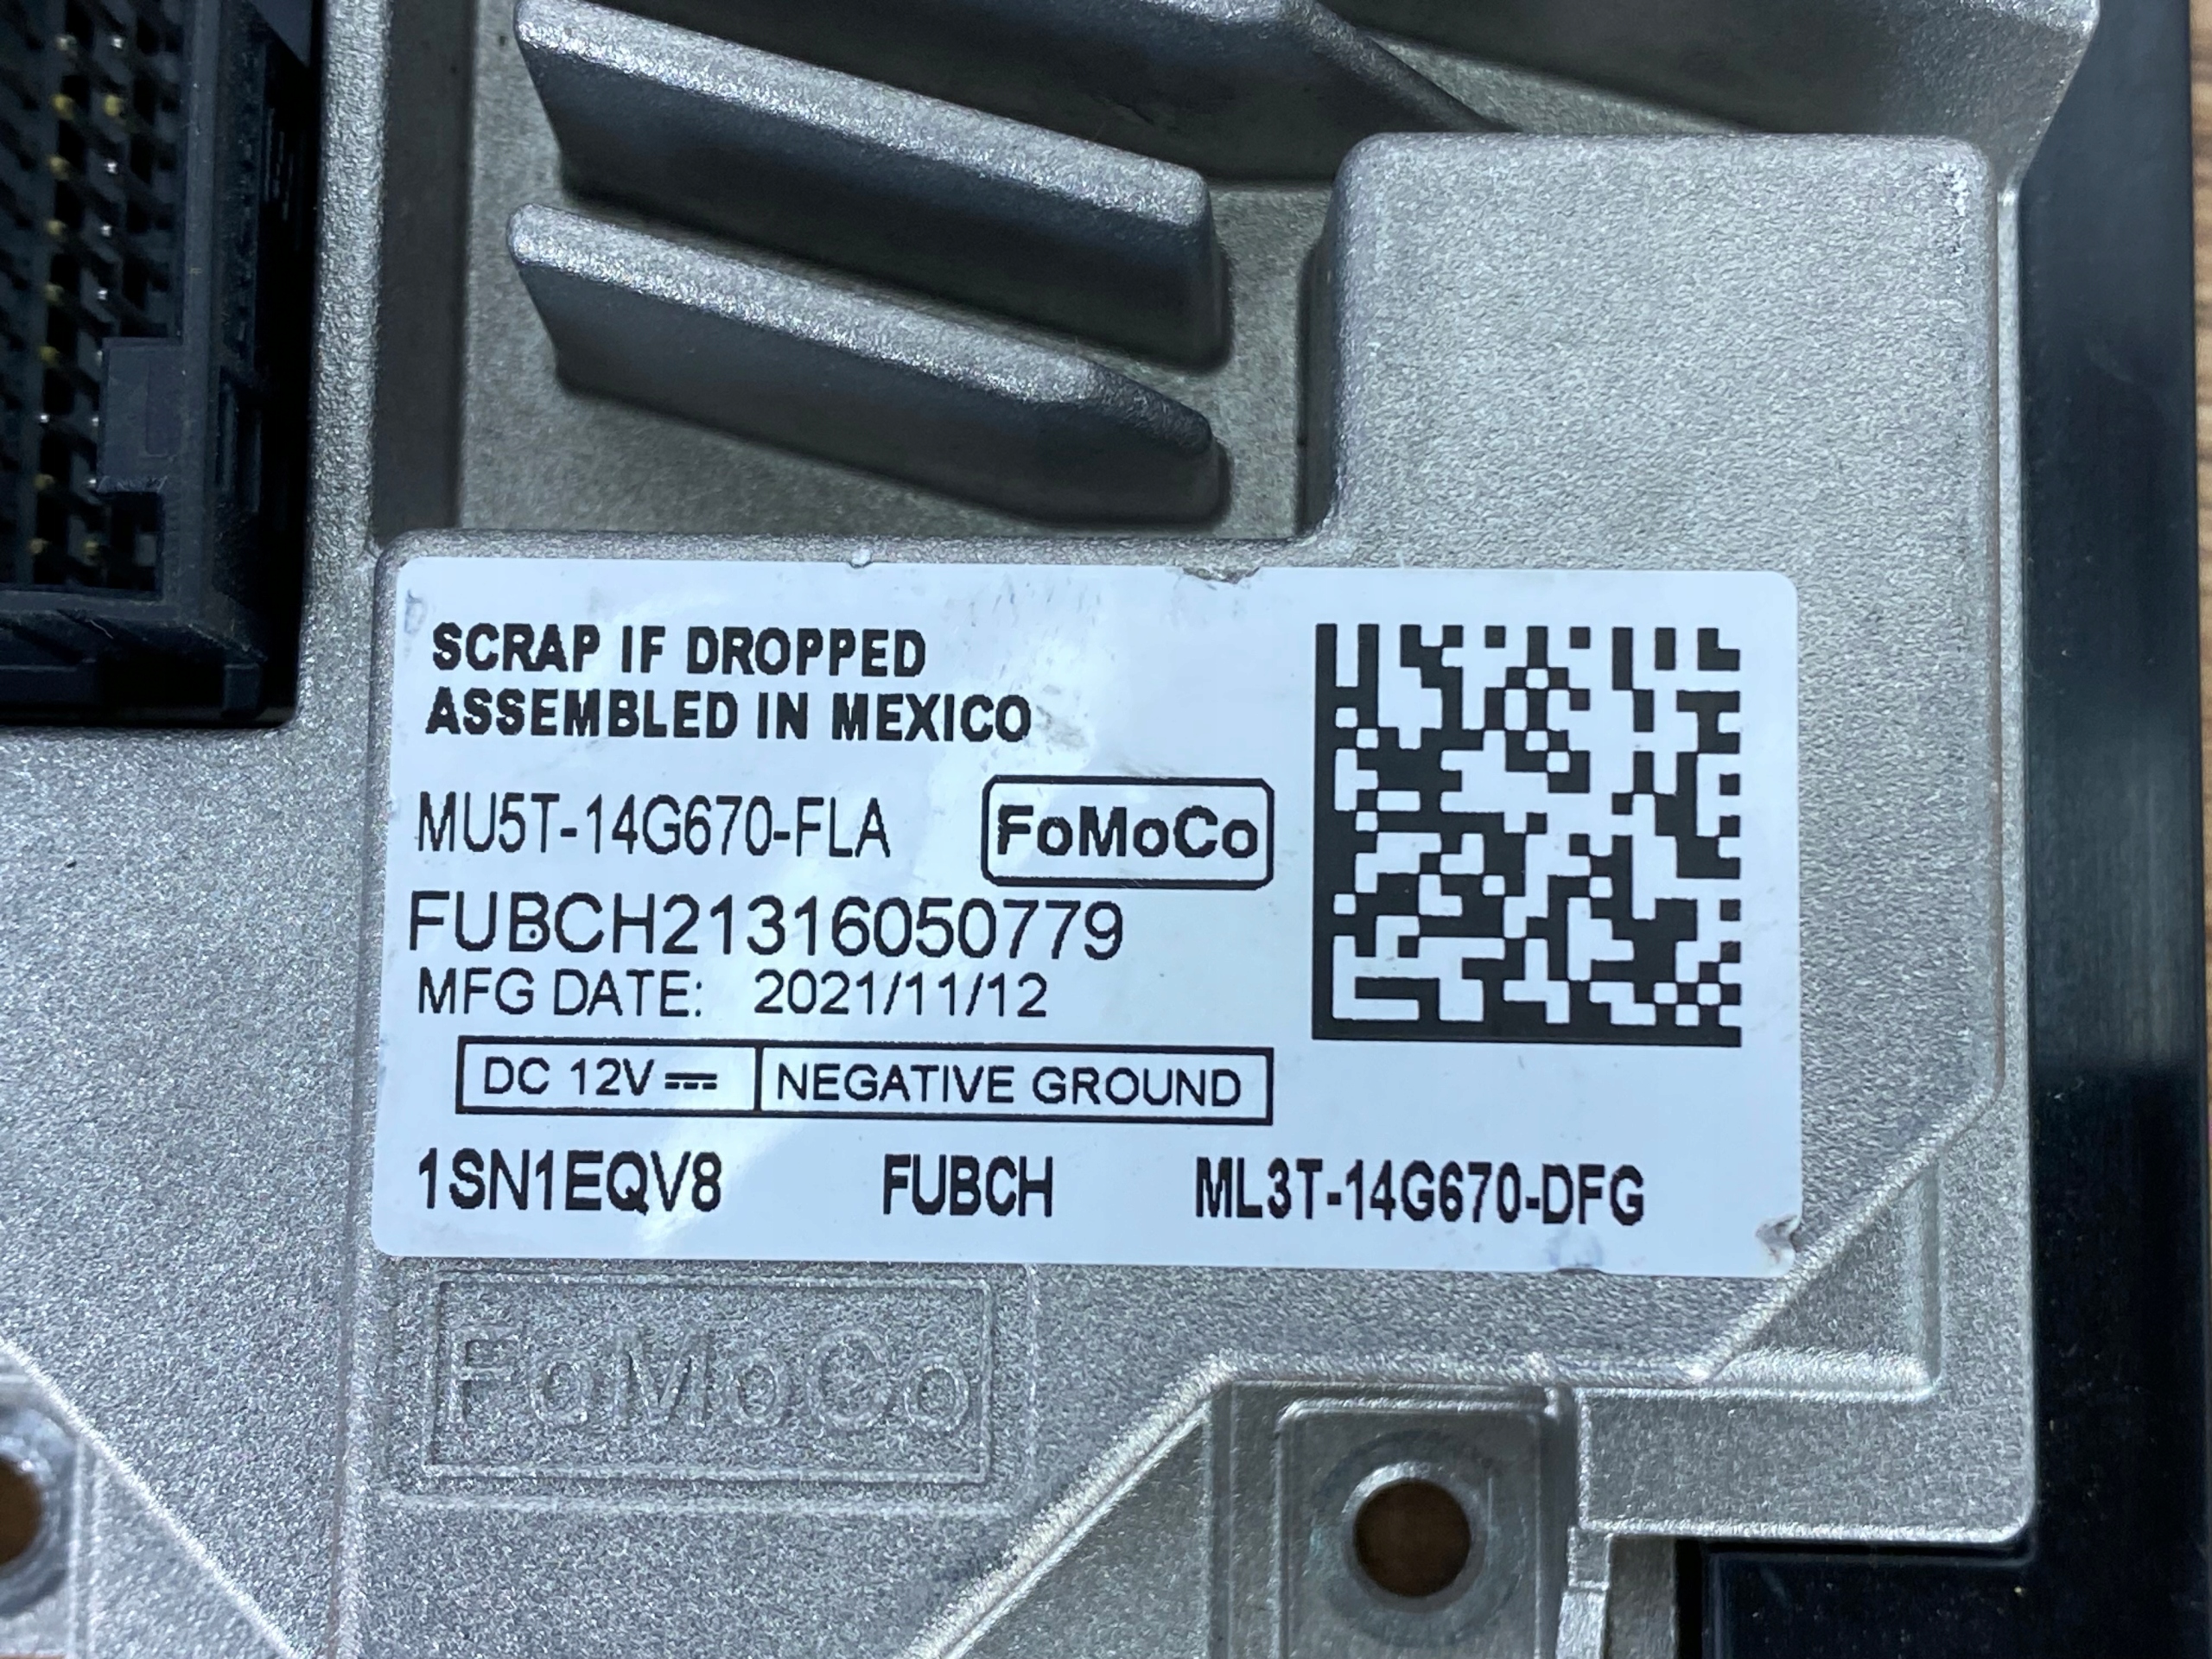 SCRAP IF DROPPED
ASSEMBLED IN MEXICO
MU5T-14G670-FLA
FoMoCo
FUBCH21316050779
MFG DATE: 2021/11/12
DC 12V ⎓
NEGATIVE GROUND
1SN1EQV8 FUBCH ML3T-14G670-DFG
FoMoCo